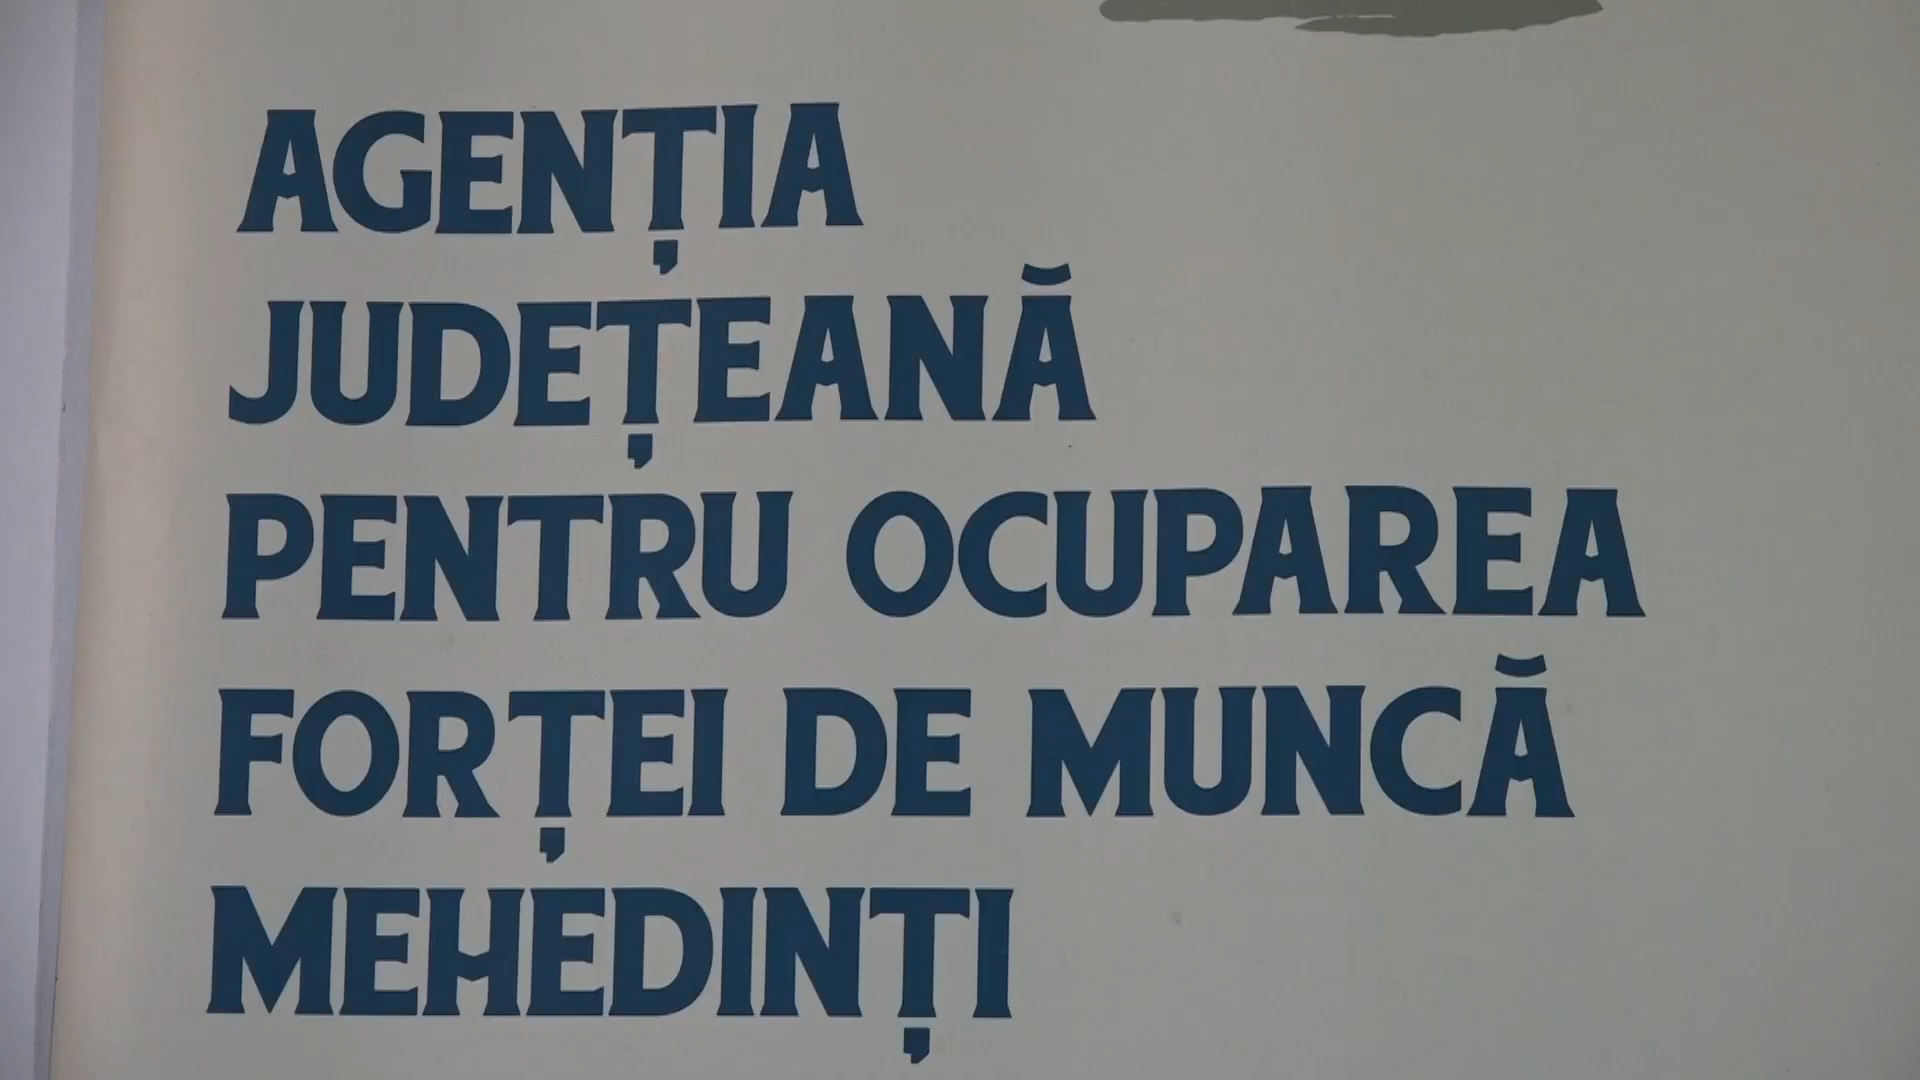 AGENȚIA
JUDEȚEANĂ
PENTRU OCUPAREA
FORȚEI DE MUNCĂ
MEHEDINȚI